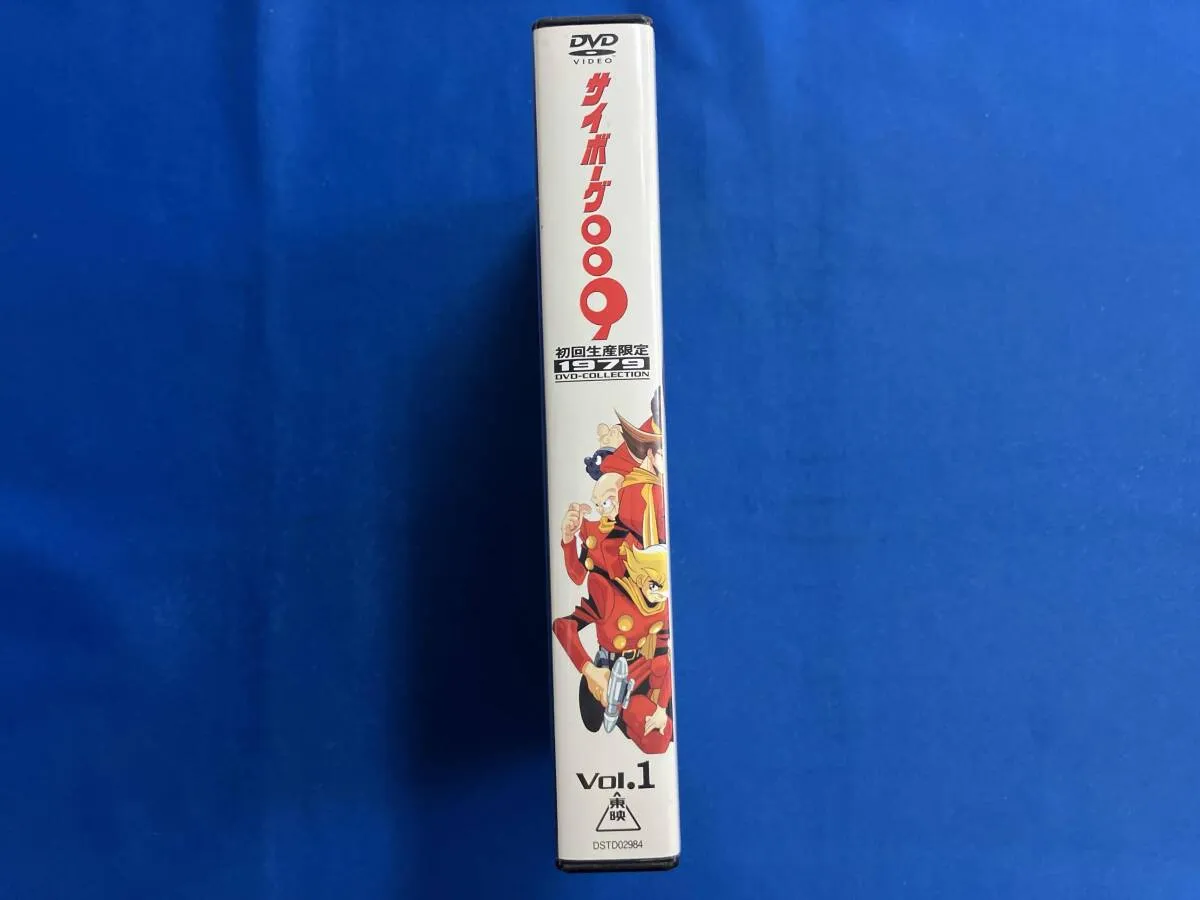 DVD
VIDEO
サイボーグ009
初回生産限定
1979
DVD-COLLECTION
Vol.1
東映
DSTD02984